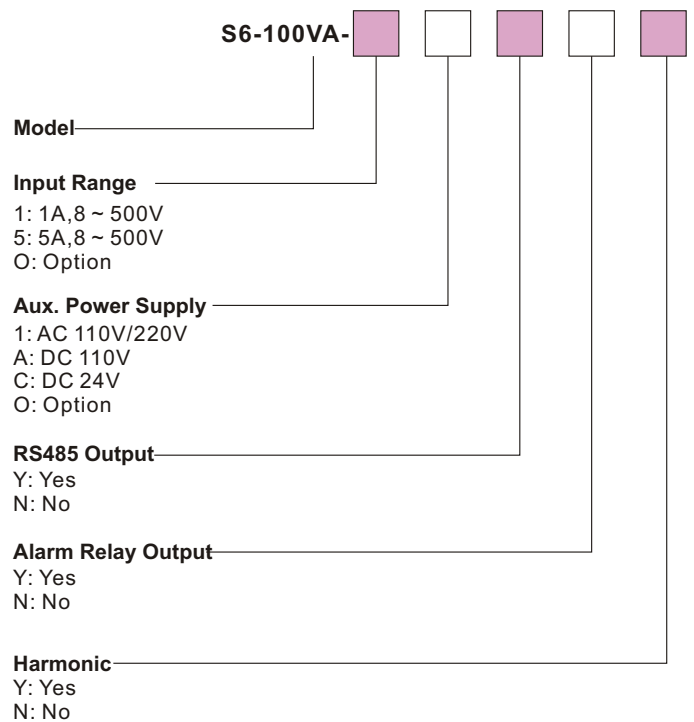 S6-100VA-
Model
Input Range
1: 1A,8 ~ 500V
5: 5A,8 ~ 500V
O: Option
Aux. Power Supply
1: AC 110V/220V
A: DC 110V
C: DC 24V
O: Option
RS485 Output
Y: Yes
N: No
Alarm Relay Output
Y: Yes
N: No
Harmonic
Y: Yes
N: No